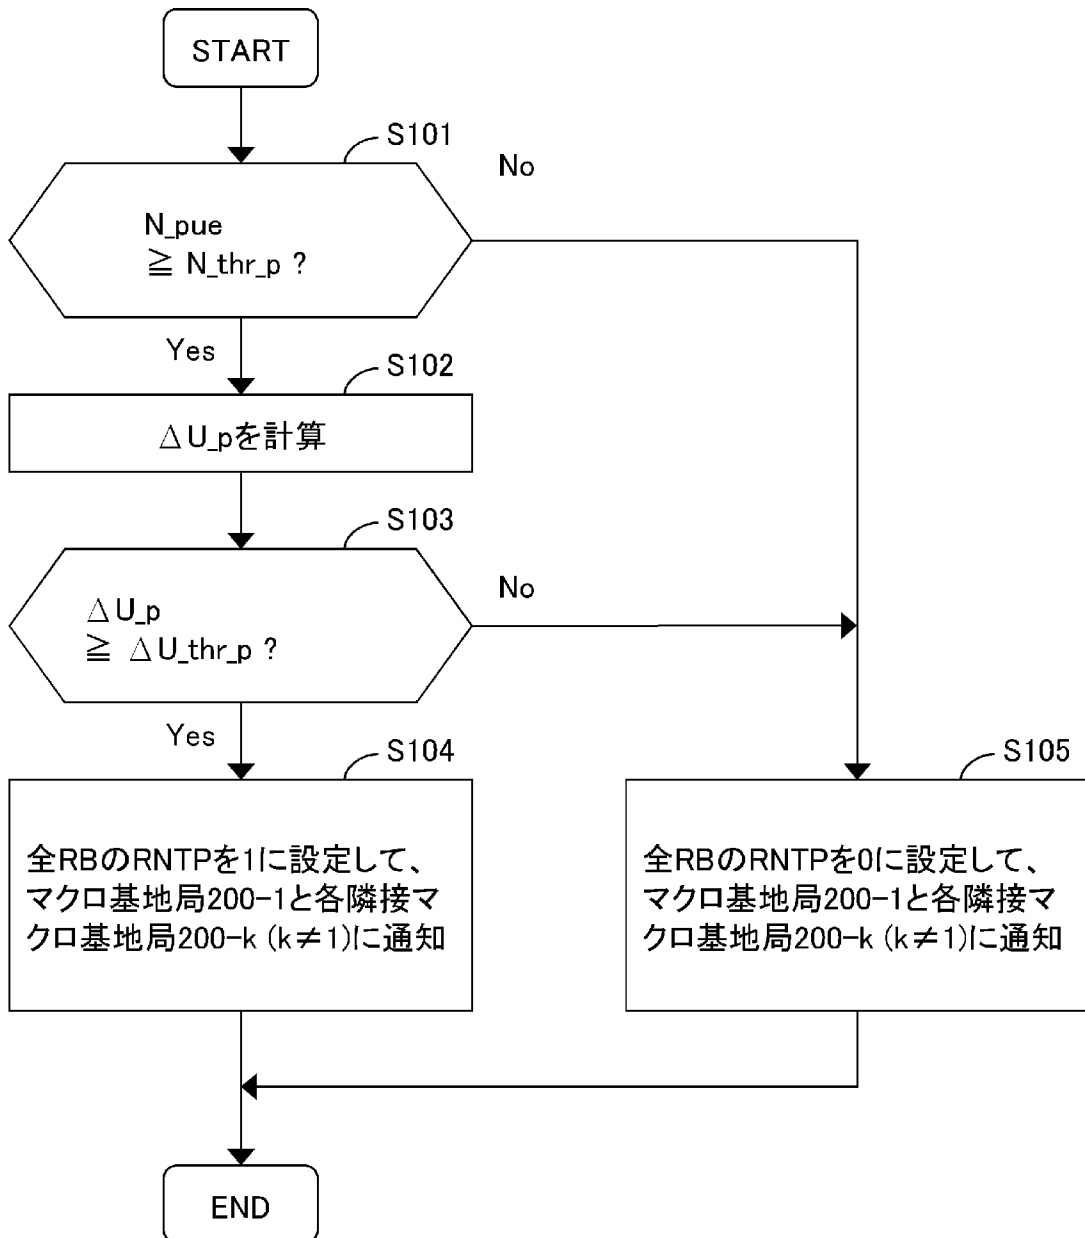 START
S101
No
N_pue
≧ N_thr_p ?
Yes
S102
ΔU_pを計算
S103
No
ΔU_p
≧ ΔU_thr_p ?
Yes
S104
全RBのRNTPを1に設定して、
マクロ基地局200-1と各隣接マ
クロ基地局200-k (k≠1)に通知
S105
全RBのRNTPを0に設定して、
マクロ基地局200-1と各隣接マ
クロ基地局200-k (k≠1)に通知
END